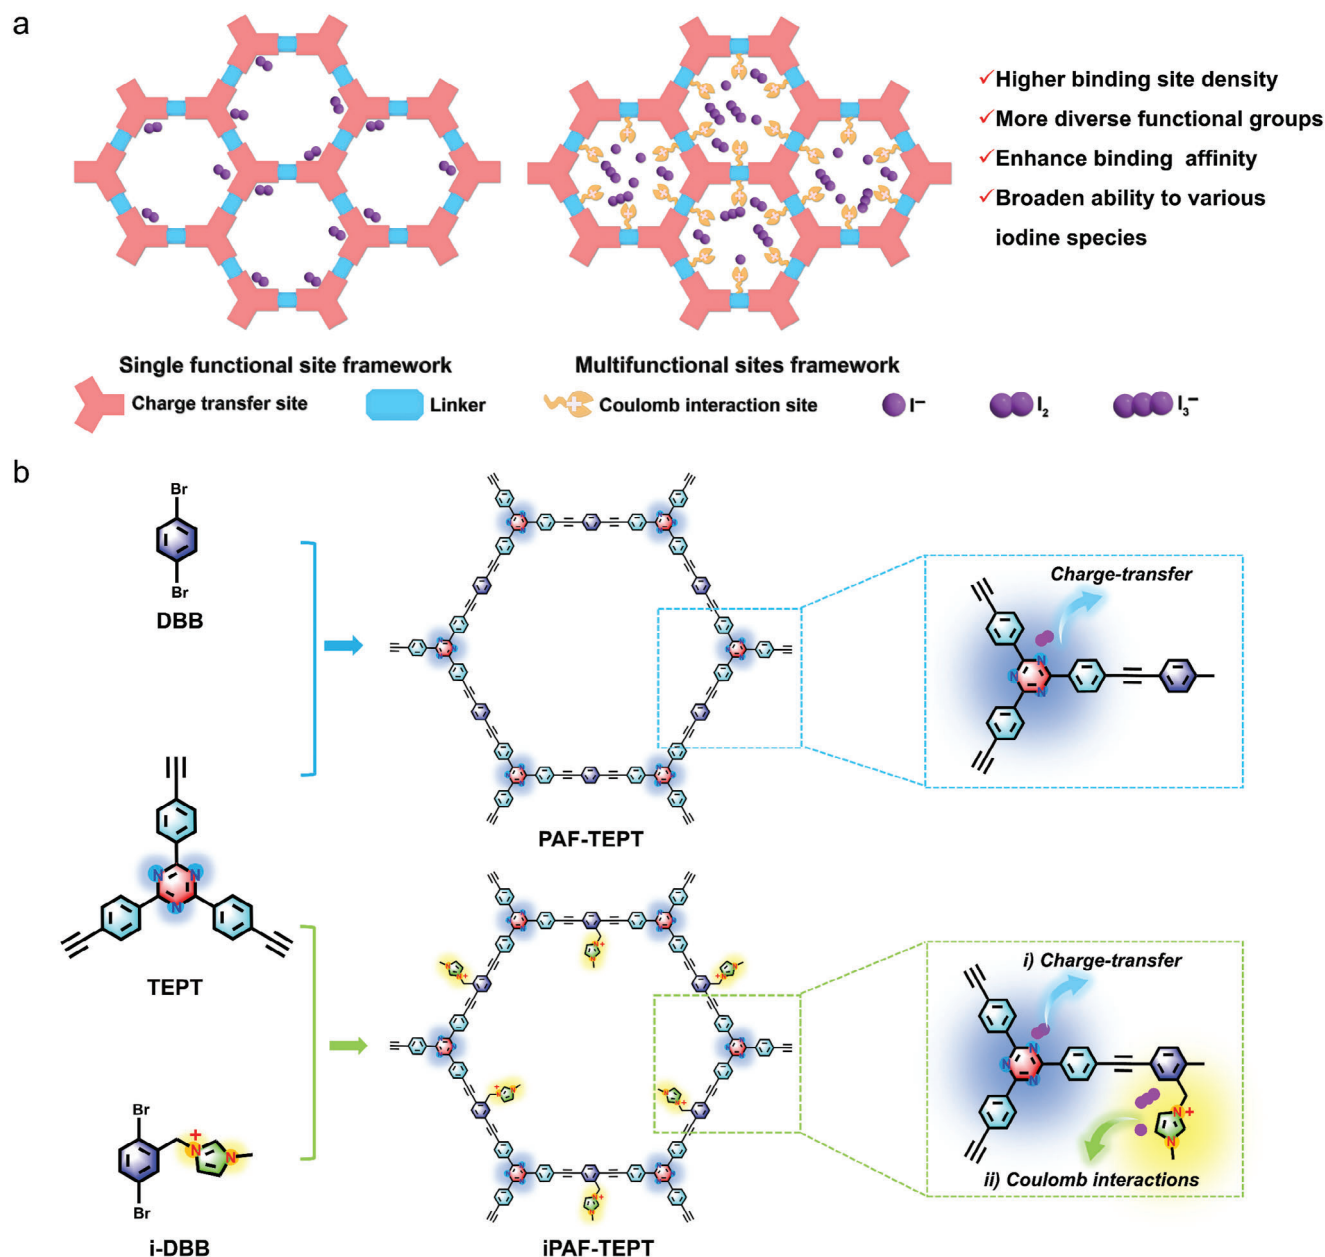 a
✓Higher binding site density
✓More diverse functional groups
✓Enhance binding affinity
✓Broaden ability to various
iodine species
Single functional site framework
Multifunctional sites framework
Charge transfer site
Linker
Coulomb interaction site
I⁻
I₂
I₃⁻
b
Br
Br
DBB
N
N
N
TEPT
Br
Br
N
+
N
i-DBB
PAF-TEPT
Charge-transfer
N
N
N
iPAF-TEPT
i) Charge-transfer
N
N
N
N
+
N
ii) Coulomb interactions